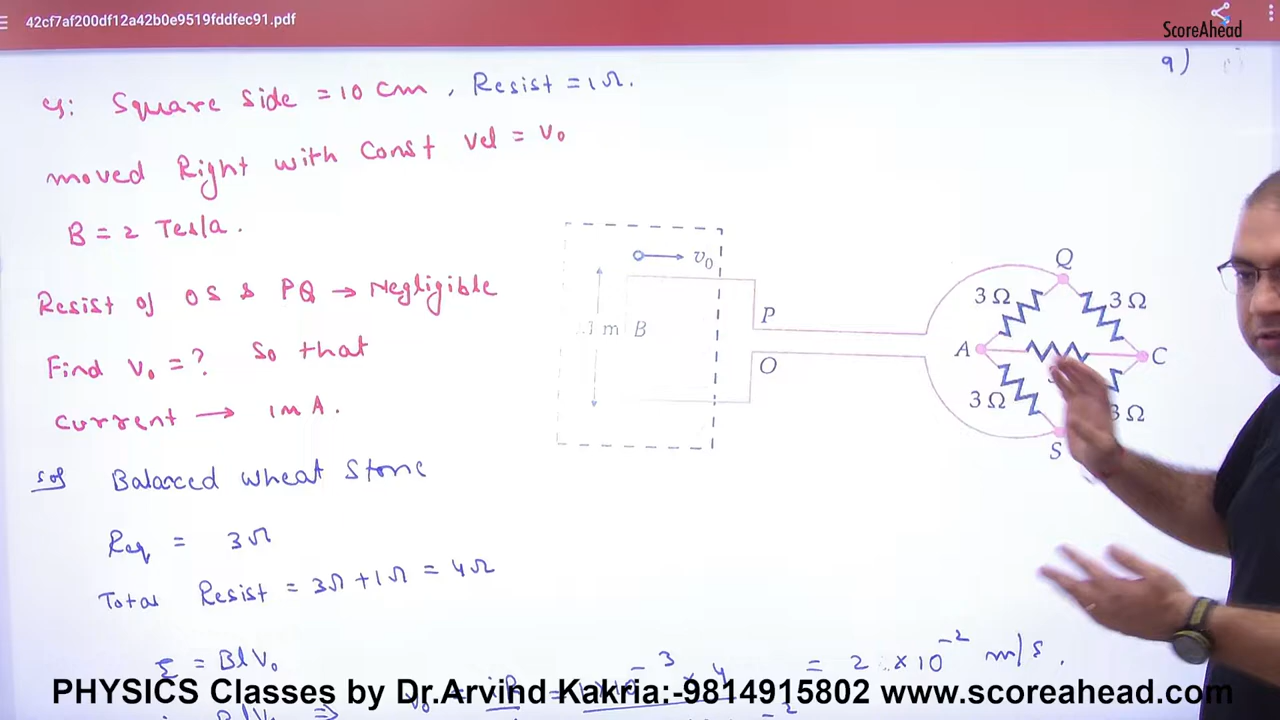 42cf7af200df12a42b0e9519fddfec91.pdf
ScoreAhead
9)
Square Side = 10 cm, Resist = 1Ω.
moved Right with Const Vel = V₀
B = 2 Tesla.
Resist of OS & PQ → Negligible
Find V₀ = ? So that
Current → 1mA.
v₀
m B
P
O
Q
3 Ω 3 Ω
A C
3 Ω 3 Ω
S
Sol Balanced Wheat Stone
Req = 3Ω
Total Resist = 3Ω + 1Ω = 4Ω
= BlV₀
= 2 × 10⁻² m/s.
PHYSICS Classes by Dr.Arvind Kakria:-9814915802 www.scoreahead.com